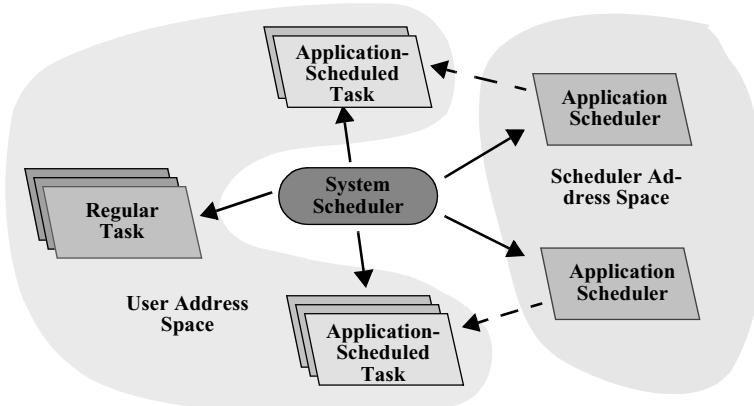 Application-
Scheduled
Task
Application
Scheduler
System
Scheduler
Scheduler Ad-
dress Space
Regular
Task
Application
Scheduler
User Address
Space
Application-
Scheduled
Task